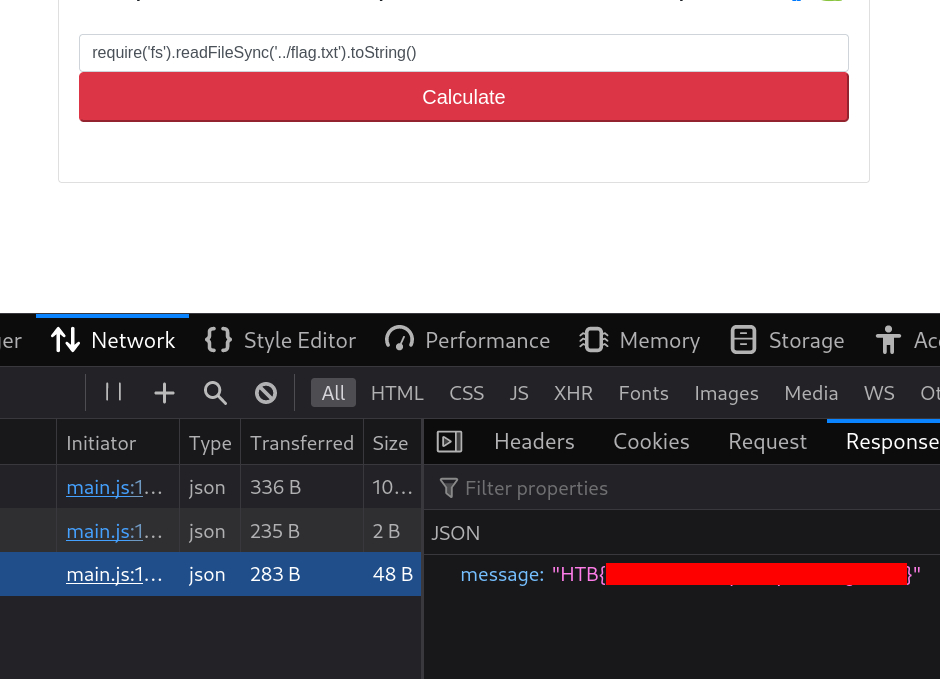 require('fs').readFileSync('../flag.txt').toString()
Calculate
er Network Style Editor Performance Memory Storage Ac
All HTML CSS JS XHR Fonts Images Media WS Ot
Initiator Type Transferred Size Headers Cookies Request Response
main.js:1… json 336 B 10…
Filter properties
main.js:1… json 235 B 2 B
JSON
main.js:1… json 283 B 48 B
message: "HTB{ }"